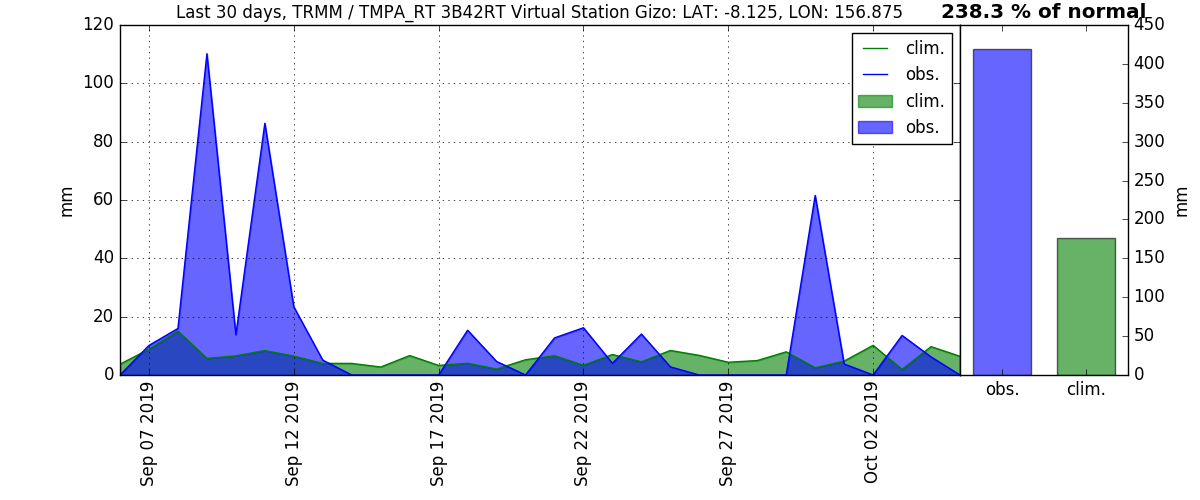 Last 30 days, TRMM / TMPA_RT 3B42RT Virtual Station Gizo: LAT: -8.125, LON: 156.875
238.3 % of normal
120
100
80
60
40
20
0
mm
clim.
obs.
clim.
obs.
450
400
350
300
250
200
150
100
50
0
mm
Sep 07 2019
Sep 12 2019
Sep 17 2019
Sep 22 2019
Sep 27 2019
Oct 02 2019
obs.
clim.